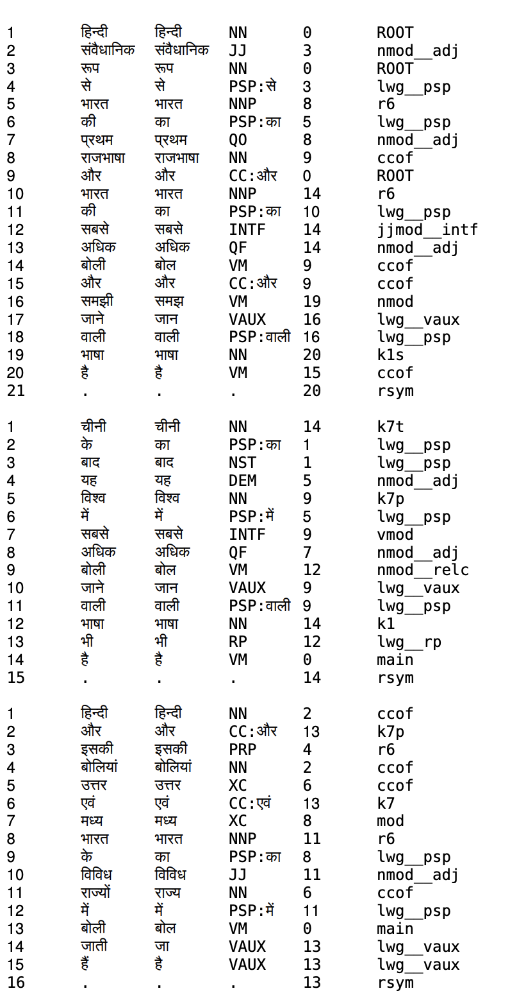 1 हिन्दी हिन्दी NN 0 ROOT
2 संवैधानिक संवैधानिक JJ 3 nmod__adj
3 रूप रूप NN 0 ROOT
4 से से PSP:से 3 lwg__psp
5 भारत भारत NNP 8 r6
6 की का PSP:का 5 lwg__psp
7 प्रथम प्रथम QO 8 nmod__adj
8 राजभाषा राजभाषा NN 9 ccof
9 और और CC:और 0 ROOT
10 भारत भारत NNP 14 r6
11 की का PSP:का 10 lwg__psp
12 सबसे सबसे INTF 14 jjmod__intf
13 अधिक अधिक QF 14 nmod__adj
14 बोली बोल VM 9 ccof
15 और और CC:और 9 ccof
16 समझी समझ VM 19 nmod
17 जाने जान VAUX 16 lwg__vaux
18 वाली वाली PSP:वाली 16 lwg__psp
19 भाषा भाषा NN 20 k1s
20 है है VM 15 ccof
21 . . . 20 rsym
1 चीनी चीनी NN 14 k7t
2 के का PSP:का 1 lwg__psp
3 बाद बाद NST 1 lwg__psp
4 यह यह DEM 5 nmod__adj
5 विश्व विश्व NN 9 k7p
6 में में PSP:में 5 lwg__psp
7 सबसे सबसे INTF 9 vmod
8 अधिक अधिक QF 7 nmod__adj
9 बोली बोल VM 12 nmod__relc
10 जाने जान VAUX 9 lwg__vaux
11 वाली वाली PSP:वाली 9 lwg__psp
12 भाषा भाषा NN 14 k1
13 भी भी RP 12 lwg__rp
14 है है VM 0 main
15 . . . 14 rsym
1 हिन्दी हिन्दी NN 2 ccof
2 और और CC:और 13 k7p
3 इसकी इसकी PRP 4 r6
4 बोलियां बोलियां NN 2 ccof
5 उत्तर उत्तर XC 6 ccof
6 एवं एवं CC:एवं 13 k7
7 मध्य मध्य XC 8 mod
8 भारत भारत NNP 11 r6
9 के का PSP:का 8 lwg__psp
10 विविध विविध JJ 11 nmod__adj
11 राज्यों राज्य NN 6 ccof
12 में में PSP:में 11 lwg__psp
13 बोली बोल VM 0 main
14 जाती जा VAUX 13 lwg__vaux
15 हैं है VAUX 13 lwg__vaux
16 . . . 13 rsym